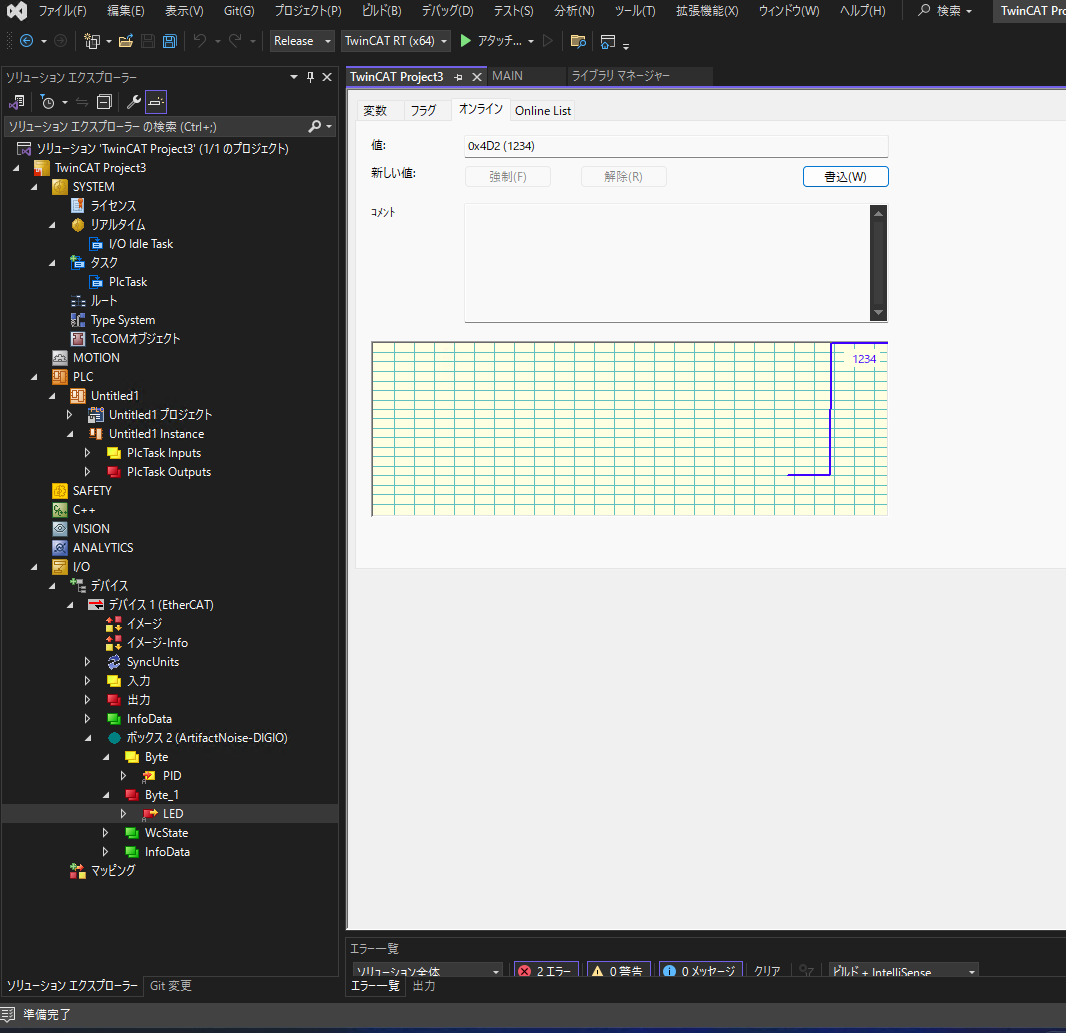 ファイル(F) 編集(E) 表示(V) Git(G) プロジェクト(P) ビルド(B) デバッグ(D) テスト(S) 分析(N) ツール(T) 拡張機能(X) ウィンドウ(W) ヘルプ(H) 検索 TwinCAT Pro
Release TwinCAT RT (x64) アタッチ...
ソリューション エクスプローラー
ソリューション エクスプローラー の検索 (Ctrl+;)
ソリューション 'TwinCAT Project3' (1/1 のプロジェクト)
TwinCAT Project3
SYSTEM
ライセンス
リアルタイム
I/O Idle Task
タスク
PlcTask
ルート
Type System
TcCOMオブジェクト
MOTION
PLC
Untitled1
Untitled1 プロジェクト
Untitled1 Instance
PlcTask Inputs
PlcTask Outputs
SAFETY
C++
VISION
ANALYTICS
I/O
デバイス
デバイス 1 (EtherCAT)
イメージ
イメージ-Info
SyncUnits
入力
出力
InfoData
ボックス 2 (ArtifactNoise-DIGIO)
Byte
PID
Byte_1
LED
WcState
InfoData
マッピング
ソリューション エクスプローラー Git 変更
TwinCAT Project3 MAIN ライブラリ マネージャー
変数 フラグ オンライン Online List
値: 0x4D2 (1234)
新しい値: 強制(F) 解除(R) 書込(W)
コメント
1234
エラー一覧
ソリューション全体 2 エラー 0 警告 0 メッセージ クリア ビルド + IntelliSense
エラー一覧 出力
準備完了